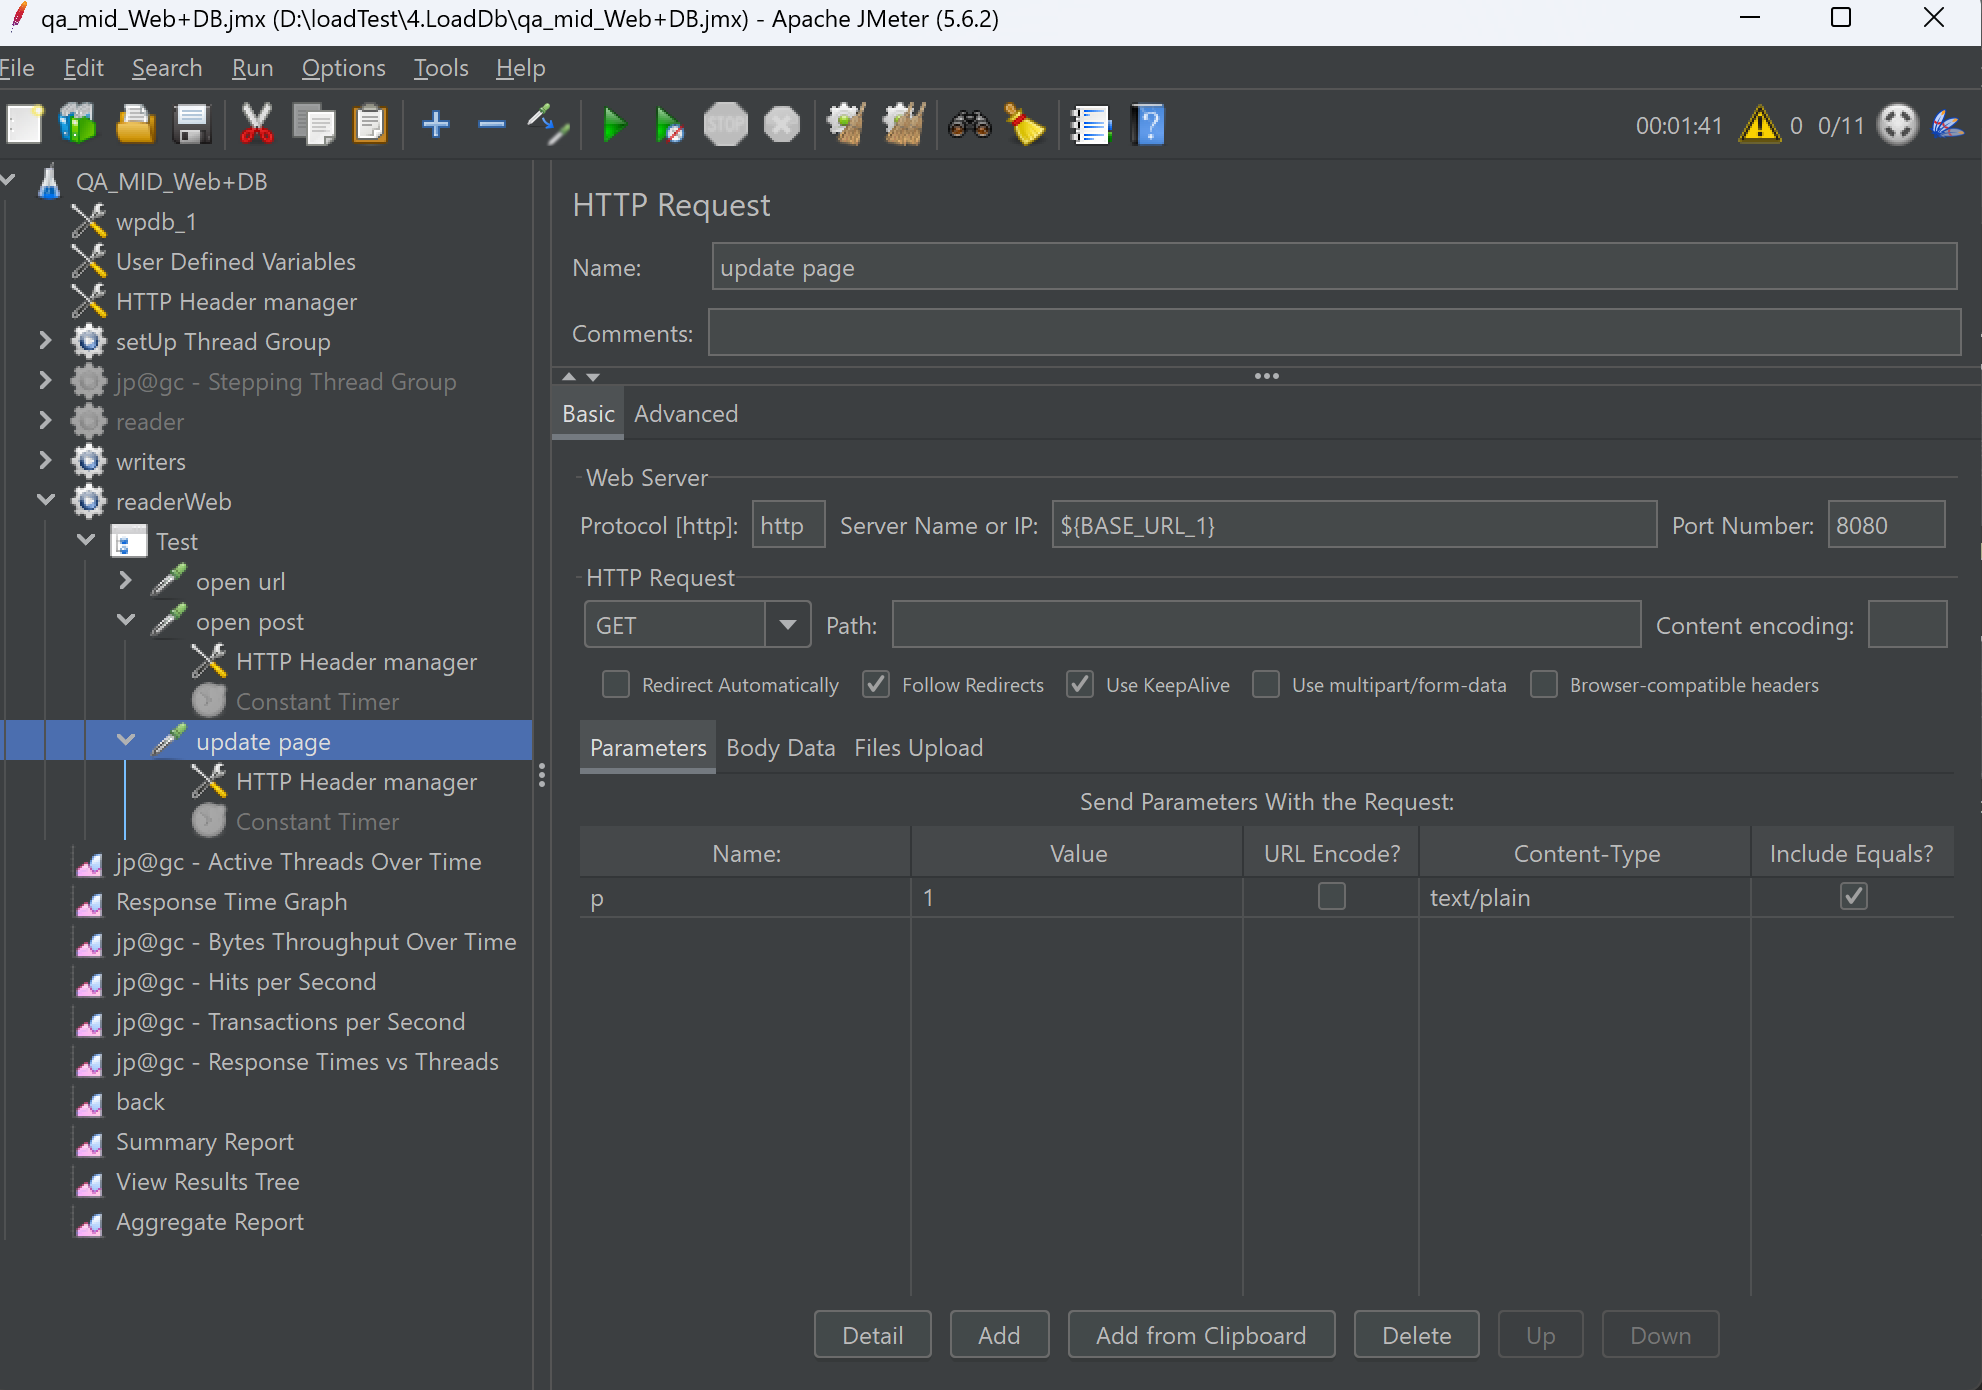 qa_mid_Web+DB.jmx (D:\loadTest\4.LoadDb\qa_mid_Web+DB.jmx) - Apache JMeter (5.6.2)
File Edit Search Run Options Tools Help
STOP
00:01:41 0 0/11
QA_MID_Web+DB
wpdb_1
User Defined Variables
HTTP Header manager
setUp Thread Group
jp@gc - Stepping Thread Group
reader
writers
readerWeb
Test
open url
open post
HTTP Header manager
Constant Timer
update page
HTTP Header manager
Constant Timer
jp@gc - Active Threads Over Time
Response Time Graph
jp@gc - Bytes Throughput Over Time
jp@gc - Hits per Second
jp@gc - Transactions per Second
jp@gc - Response Times vs Threads
back
Summary Report
View Results Tree
Aggregate Report
HTTP Request
Name: update page
Comments:
Basic Advanced
Web Server
Protocol [http]: http Server Name or IP: ${BASE_URL_1} Port Number: 8080
HTTP Request
GET Path: Content encoding:
Redirect Automatically Follow Redirects Use KeepAlive Use multipart/form-data Browser-compatible headers
Parameters Body Data Files Upload
Send Parameters With the Request:
Name: Value URL Encode? Content-Type Include Equals?
p 1 text/plain
Detail Add Add from Clipboard Delete Up Down